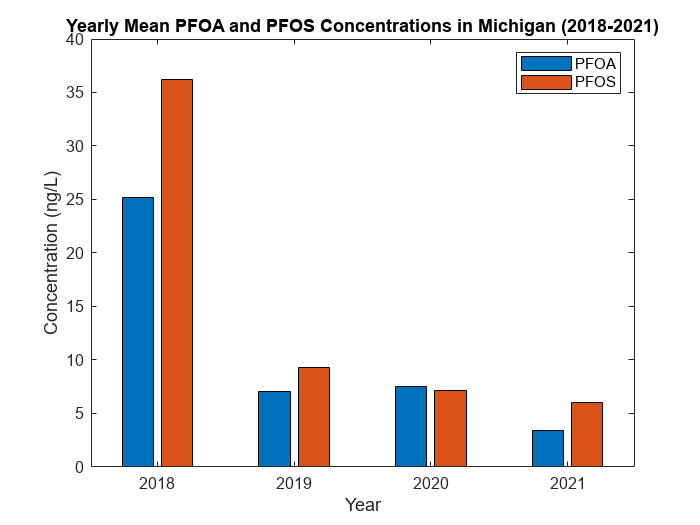 Yearly Mean PFOA and PFOS Concentrations in Michigan (2018-2021)
PFOA
PFOS
Concentration (ng/L)
40
35
30
25
20
15
10
5
0
2018 2019 2020 2021
Year